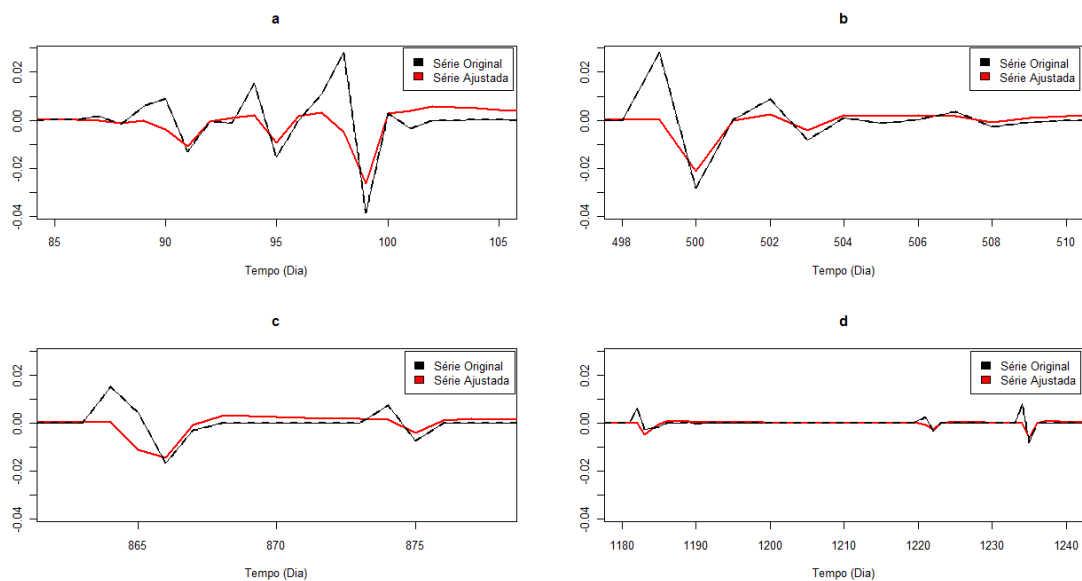 a
Série Original
Série Ajustada
0.02
0.00
-0.02
-0.04
85
90
95
100
105
Tempo (Dia)
b
Série Original
Série Ajustada
0.02
0.00
-0.02
-0.04
498
500
502
504
506
508
510
Tempo (Dia)
c
Série Original
Série Ajustada
0.02
0.00
-0.02
-0.04
865
870
875
Tempo (Dia)
d
Série Original
Série Ajustada
0.02
0.00
-0.02
-0.04
1180
1190
1200
1210
1220
1230
1240
Tempo (Dia)